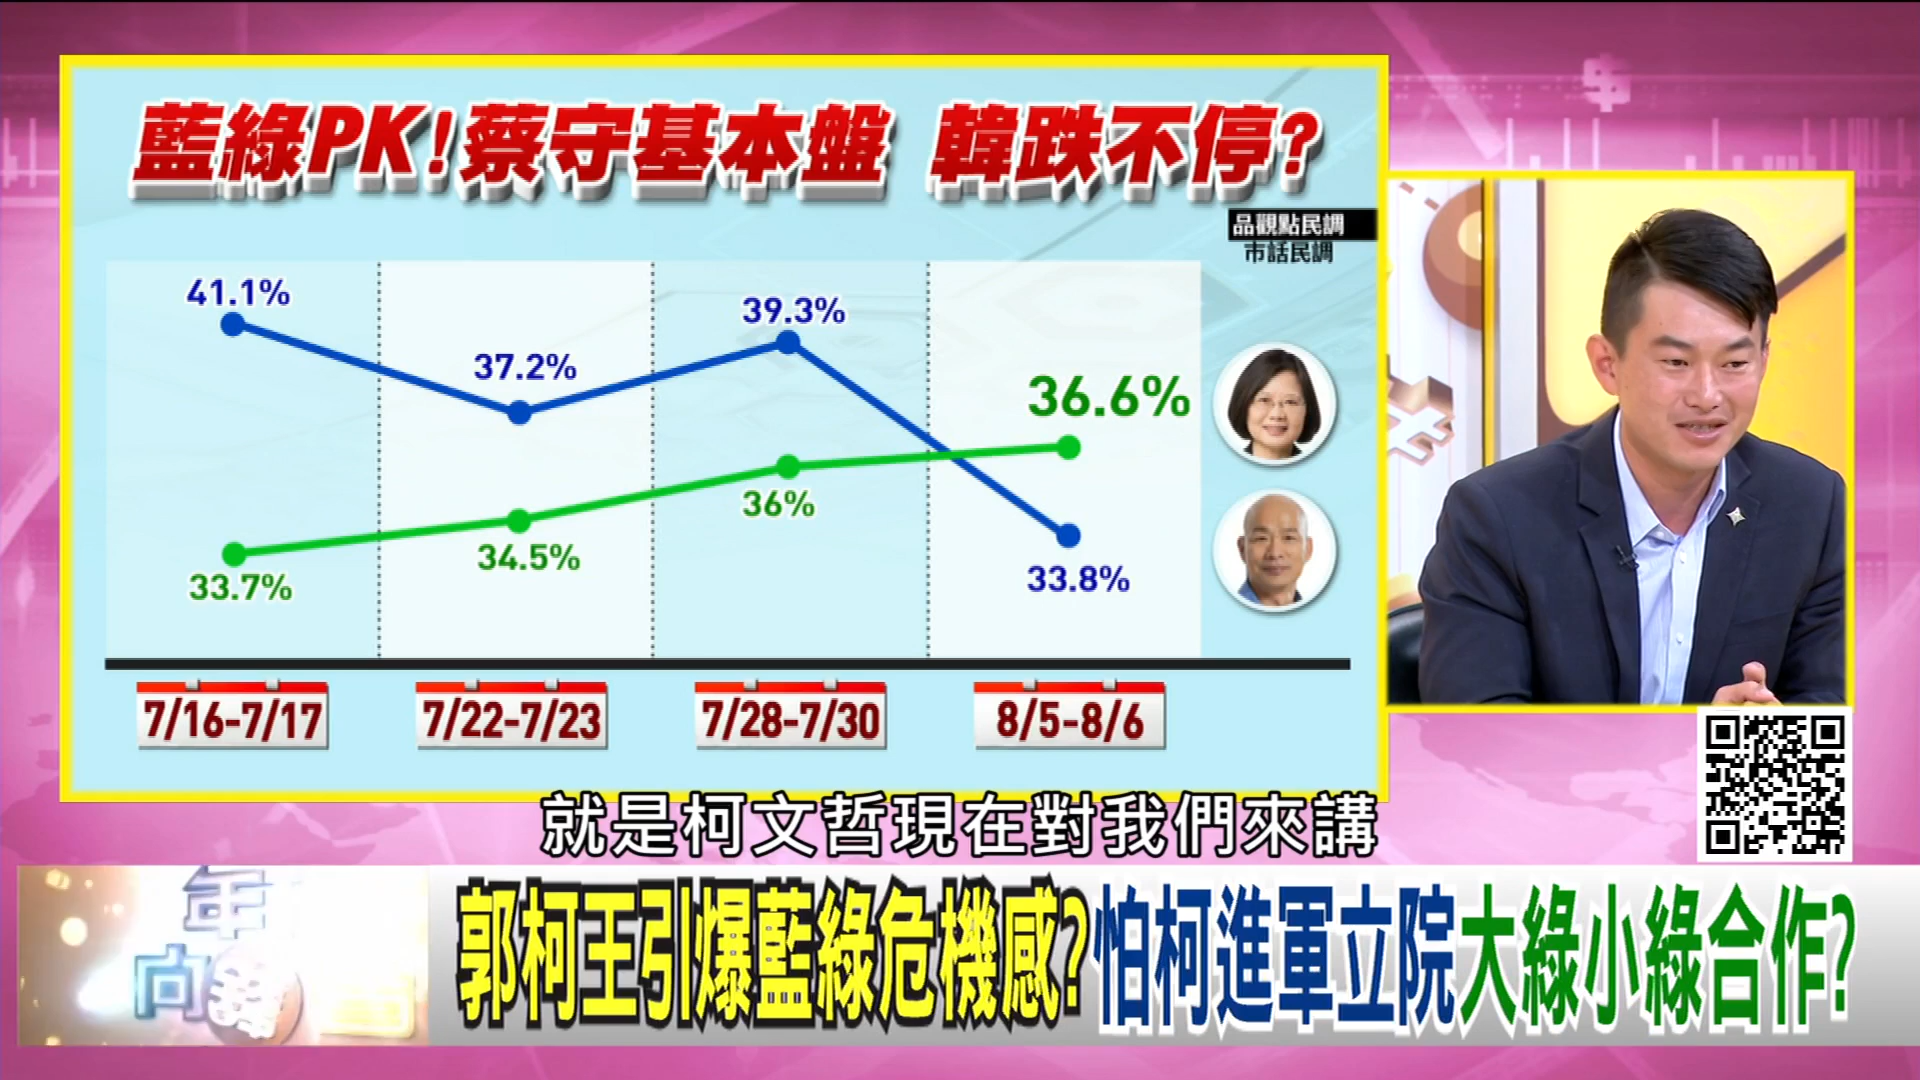 藍綠PK!蔡守基本盤 韓跌不停?
品觀點民調
市話民調
41.1%
37.2%
39.3%
36.6%
33.7%
34.5%
36%
33.8%
7/16-7/17
7/22-7/23
7/28-7/30
8/5-8/6
就是柯文哲現在對我們來講
年
向
郭柯王引爆藍綠危機感?怕柯進軍立院大綠小綠合作?